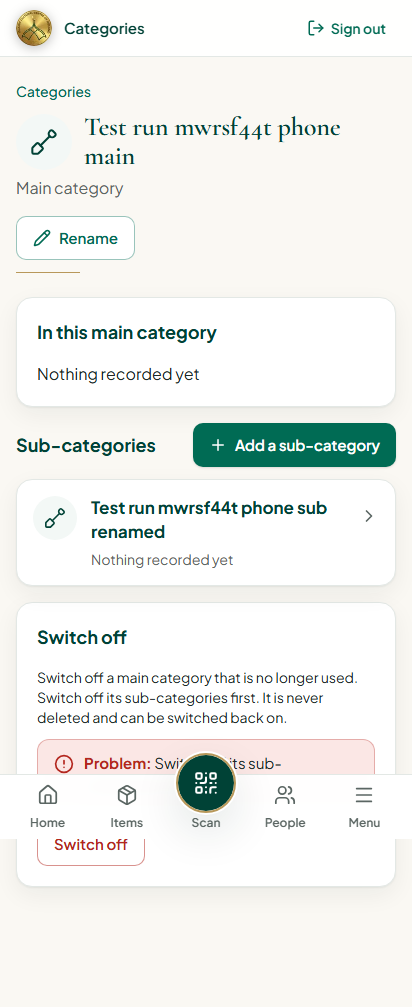 Categories
Sign out
Categories
Test run mwrsf44t phone
main
Main category
Rename
In this main category
Nothing recorded yet
Sub-categories
Add a sub-category
Test run mwrsf44t phone sub
renamed
Nothing recorded yet
Switch off
Switch off a main category that is no longer used.
Switch off its sub-categories first. It is never
deleted and can be switched back on.
Problem: its sub-
Home
Items
Scan
People
Menu
Switch off